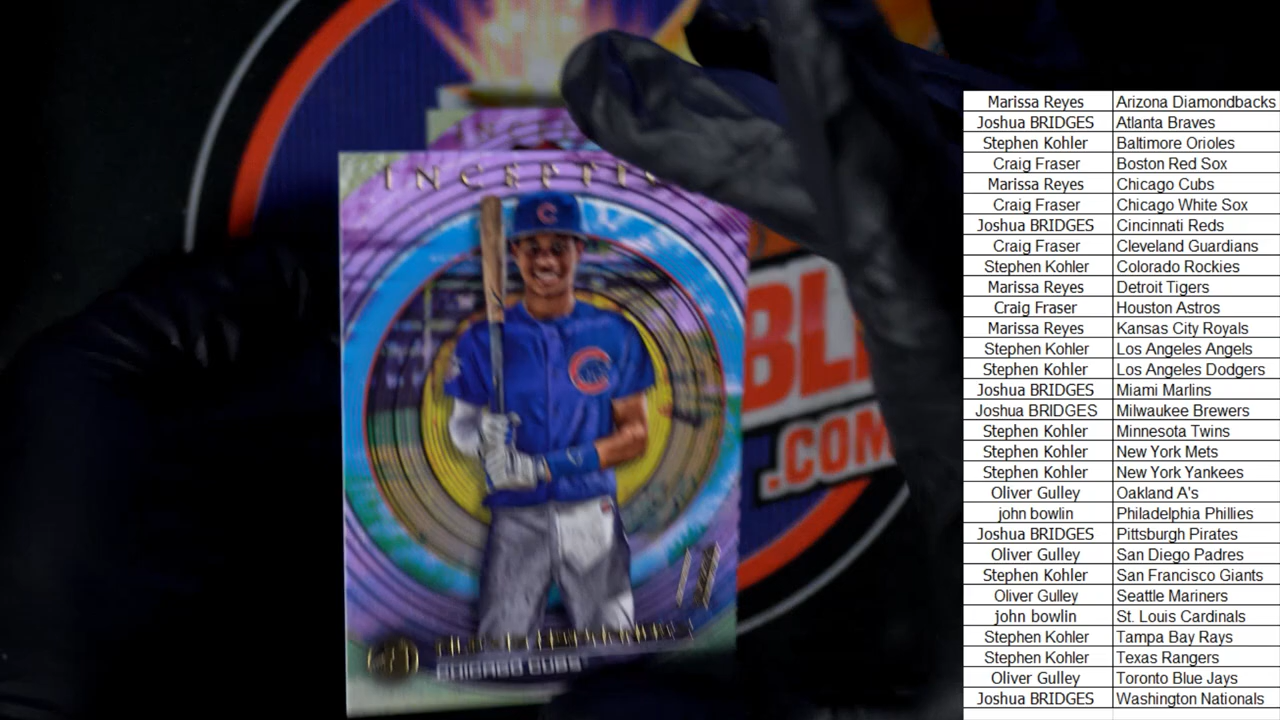 INCEPTI
C
C
BL
.COM
CHICAGO CUBS
Marissa Reyes Arizona Diamondbacks
Joshua BRIDGES Atlanta Braves
Stephen Kohler Baltimore Orioles
Craig Fraser Boston Red Sox
Marissa Reyes Chicago Cubs
Craig Fraser Chicago White Sox
Joshua BRIDGES Cincinnati Reds
Craig Fraser Cleveland Guardians
Stephen Kohler Colorado Rockies
Marissa Reyes Detroit Tigers
Craig Fraser Houston Astros
Marissa Reyes Kansas City Royals
Stephen Kohler Los Angeles Angels
Stephen Kohler Los Angeles Dodgers
Joshua BRIDGES Miami Marlins
Joshua BRIDGES Milwaukee Brewers
Stephen Kohler Minnesota Twins
Stephen Kohler New York Mets
Stephen Kohler New York Yankees
Oliver Gulley Oakland A's
john bowlin Philadelphia Phillies
Joshua BRIDGES Pittsburgh Pirates
Oliver Gulley San Diego Padres
Stephen Kohler San Francisco Giants
Oliver Gulley Seattle Mariners
john bowlin St. Louis Cardinals
Stephen Kohler Tampa Bay Rays
Stephen Kohler Texas Rangers
Oliver Gulley Toronto Blue Jays
Joshua BRIDGES Washington Nationals